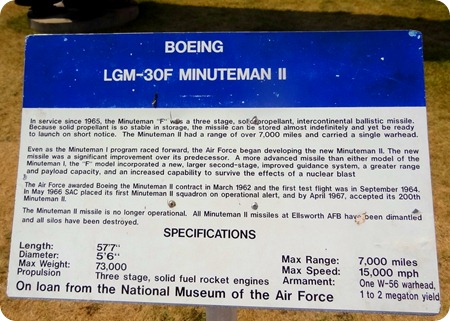 BOEING
LGM-30F MINUTEMAN II
In service since 1965, the Minuteman "F" was a three stage, solid propellant, intercontinental ballistic missile.
Because solid propellant is so stable in storage, the missile can be stored almost indefinitely and yet be ready
to launch on short notice. The Minuteman II had a range of over 7,000 miles and carried a single warhead.
Even as the Minuteman I program raced forward, the Air Force began developing the new Minuteman II. The new
missile was a significant improvement over its predecessor. A more advanced missile than either model of the
Minuteman I, the "F" model incorporated a new, larger second-stage, improved guidance system, a greater range
and payload capacity, and an increased capability to survive the effects of a nuclear blast
The Air Force awarded Boeing the Minuteman II contract in March 1962 and the first test flight was in September 1964.
In May 1966 SAC placed its first Minuteman II squadron on operational alert, and by April 1967, accepted its 200th
Minuteman II.
The Minuteman II missile is no longer operational. All Minuteman II missiles at Ellsworth AFB have been dimantled
and all silos have been destroyed.
SPECIFICATIONS
Length: 57'7"
Diameter: 5'6"
Max Weight: 73,000
Propulsion Three stage, solid fuel rocket engines
Max Range: 7,000 miles
Max Speed: 15,000 mph
Armament: One W-56 warhead,
1 to 2 megaton yield
On loan from the National Museum of the Air Force